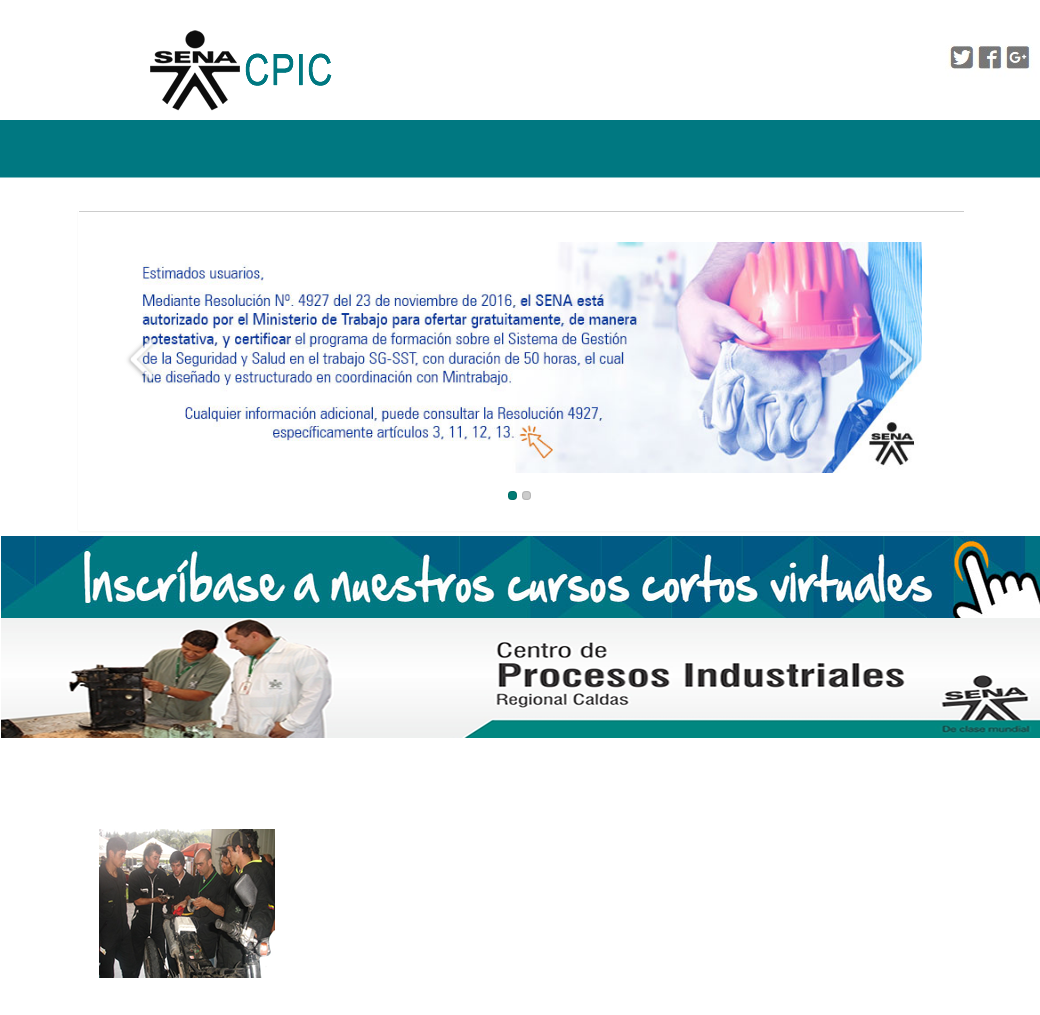 SENA
CPIC
G+
Estimados usuarios,
Mediante Resolución Nº. 4927 del 23 de noviembre de 2016, el SENA está
autorizado por el Ministerio de Trabajo para ofertar gratuitamente, de manera
potestativa, y certificar el programa de formación sobre el Sistema de Gestión
de la Seguridad y Salud en el trabajo SG-SST, con duración de 50 horas, el cual
fue diseñado y estructurado en coordinación con Mintrabajo.
Cualquier información adicional, puede consultar la Resolución 4927,
específicamente artículos 3, 11, 12, 13.
SENA
Inscríbase a nuestros cursos cortos virtuales
Centro de
Procesos Industriales
Regional Caldas
SENA
De clase mundial